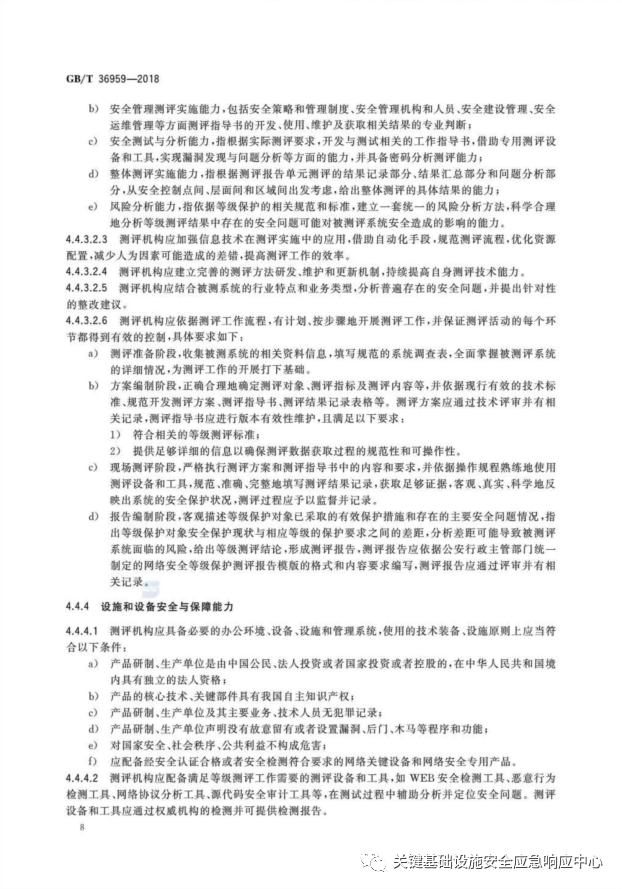 GB/T 36959—2018
b） 安全管理测评实施能力,包括安全策略和管理制度、安全管理机构和人员、安全建设管理、安全
运维管理等方面测评指导书的开发、使用、维护及获取相关结果的专业判断;
c） 安全测试与分析能力,指根据实际测评要求,开发与测试相关的工作指导书,借助专用测评设
备和工具,实现漏洞发现与问题分析等方面的能力,并具备密码分析测评能力;
d） 整体测评实施能力,指根据测评报告单元测评的结果记录部分、结果汇总部分和问题分析部
分,从安全控制点间、层面间和区域间出发考虑,给出整体测评的具体结果的能力;
e） 风险分析能力,指依据等级保护的相关规范和标准,建立一套统一的风险分析方法,科学合理
地分析等级测评结果中存在的安全问题可能对被测评系统安全造成的影响的能力。
4.4.3.2.3 测评机构应加强信息技术在测评实施中的应用,借助自动化手段,规范测评流程,优化资源
配置,减少人为因素可能造成的差错,提高测评工作的效率。
4.4.3.2.4 测评机构应建立完善的测评方法研发、维护和更新机制,持续提高自身测评技术能力。
4.4.3.2.5 测评机构应结合被测系统的行业特点和业务类型,分析普遍存在的安全问题,并提出针对性
的整改建议。
4.4.3.2.6 测评机构应依据测评工作流程,有计划、按步骤地开展测评工作,并保证测评活动的每个环
节都得到有效的控制,具体要求如下:
a） 测评准备阶段,收集被测系统的相关资料信息,填写规范的系统调查表,全面掌握被测评系统
的详细情况,为测评工作的开展打下基础。
b） 方案编制阶段,正确合理地确定测评对象、测评指标及测评内容等,并依据现行有效的技术标
准、规范开发测评方案、测评指导书、测评结果记录表格等。测评方案应通过技术评审并有相
关记录,测评指导书应进行版本有效性维护,且满足以下要求:
1） 符合相关的等级测评标准;
2） 提供足够详细的信息以确保测评数据获取过程的规范性和可操作性。
c） 现场测评阶段,严格执行测评方案和测评指导书中的内容和要求,并依据操作规程熟练地使用
测评设备和工具,规范、准确、完整地填写测评结果记录,获取足够证据,客观、真实、科学地反
映出系统的安全保护状况,测评过程应予以监督并记录。
d） 报告编制阶段,客观描述等级保护对象已采取的有效保护措施和存在的主要安全问题情况,指
出等级保护对象安全保护现状与相应等级的保护要求之间的差距,分析差距可能导致被测评
系统面临的风险,给出等级测评结论,形成测评报告,测评报告应依据公安行政主管部门统一
制定的网络安全等级保护测评报告模版的格式和内容要求编写,测评报告应通过评审并有相
关记录。
4.4.4 设施和设备安全与保障能力
4.4.4.1 测评机构应具备必要的办公环境、设备、设施和管理系统,使用的技术装备、设施原则上应当符
合以下条件:
a） 产品研制、生产单位是由中国公民、法人投资或者国家投资或者控股的,在中华人民共和国境
内具有独立的法人资格;
b） 产品的核心技术、关键部件具有我国自主知识产权;
c） 产品研制、生产单位及其主要业务、技术人员无犯罪记录;
d） 产品研制、生产单位声明没有故意留有或者设置漏洞、后门、木马等程序和功能;
e） 对国家安全、社会秩序、公共利益不构成危害;
f） 应配备经安全认证合格或者安全检测符合要求的网络关键设备和网络安全专用产品。
4.4.4.2 测评机构应配备满足等级测评工作需要的测评设备和工具,如 WEB 安全检测工具、恶意行为
检测工具、网络协议分析工具、源代码安全审计工具等,在测试过程中辅助分析并定位安全问题。测评
设备和工具应通过权威机构的检测并可提供检测报告。
8
关键基础设施安全应急响应中心